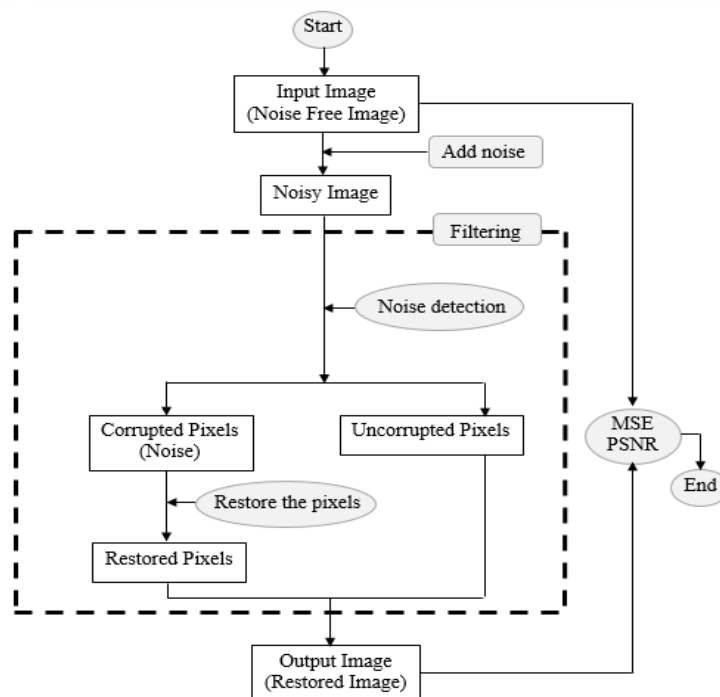 Start
Input Image
(Noise Free Image)
Add noise
Noisy Image
Filtering
Noise detection
Corrupted Pixels
(Noise)
Uncorrupted Pixels
MSE
PSNR
End
Restore the pixels
Restored Pixels
Output Image
(Restored Image)